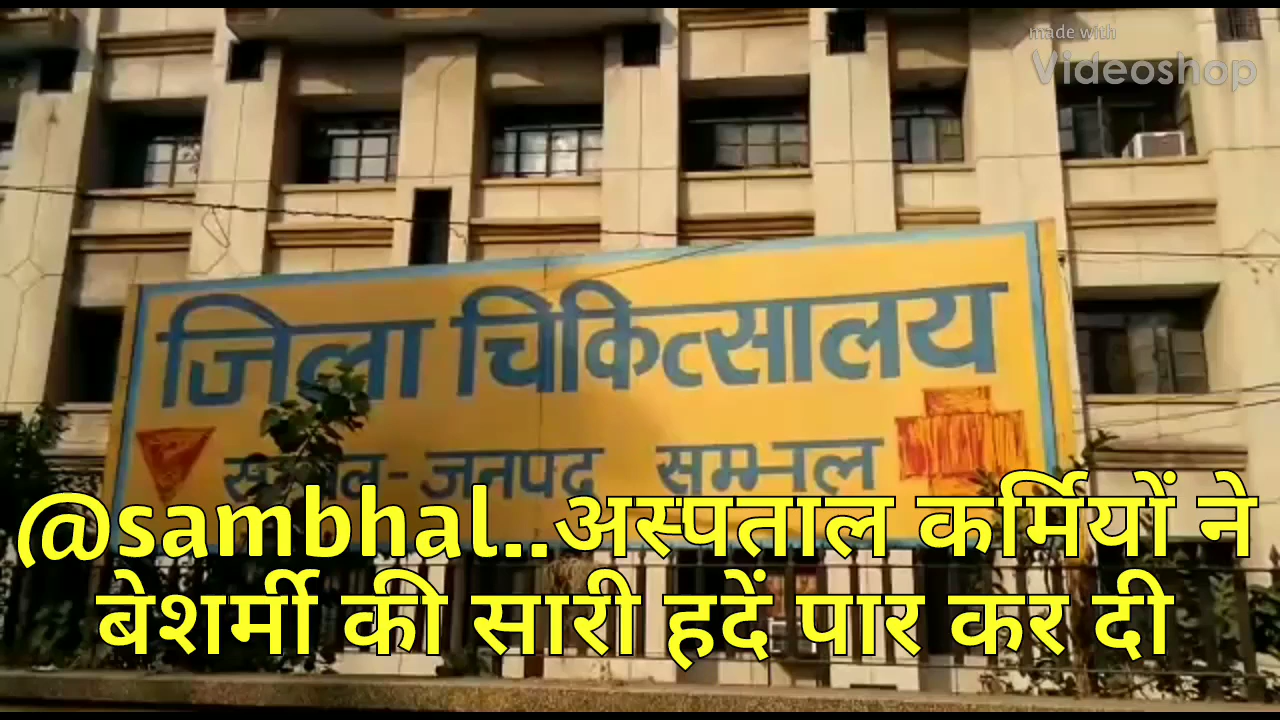 made with
Videoshop
जिला चिकित्सालय
जनपद सम्भल
@sambhal..अस्पताल कर्मियों ने
बेशर्मी की सारी हदें पार कर दी